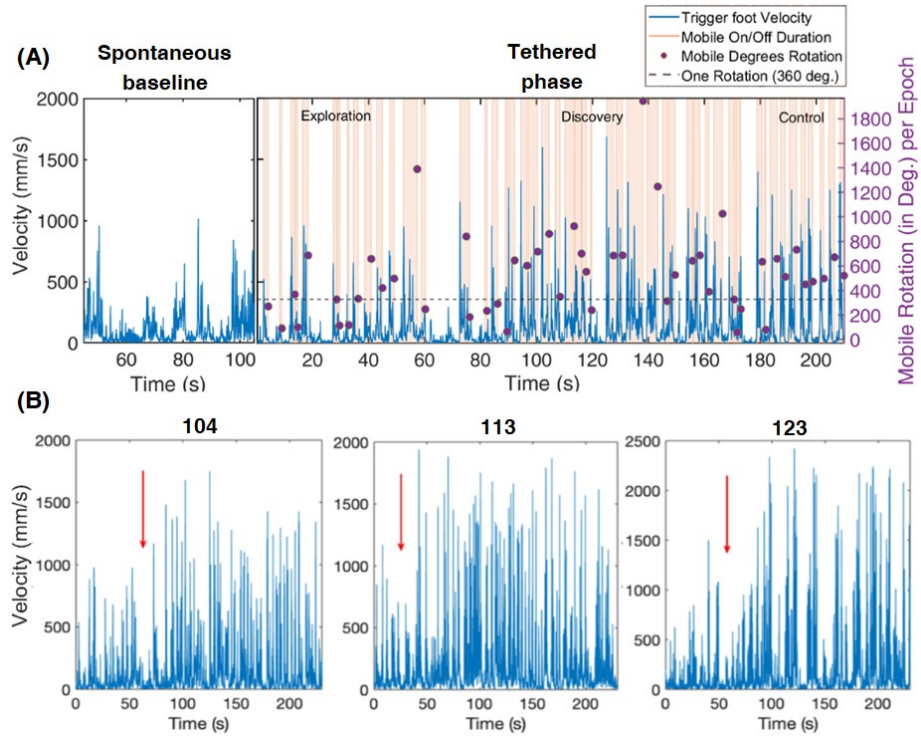 Trigger foot Velocity
Mobile On/Off Duration
Mobile Degrees Rotation
One Rotation (360 deg.)
(A) Spontaneous baseline
Tethered phase
Exploration Discovery Control
Velocity (mm/s)
2000
1500
1000
500
0
60 80 100
Time (s)
20 40 60 80 100 120 140 160 180 200
Time (s)
1800
1600
1400
1200
1000
800
600
400
200
0
Mobile Rotation (in Deg.) per Epoch
(B)
104 113 123
Velocity (mm/s)
2000
1500
1000
500
0
0 50 100 150 200
Time (s)
2000
1500
1000
500
0
0 50 100 150 200
Time (s)
2500
2000
1500
1000
500
0
0 50 100 150 200
Time (s)